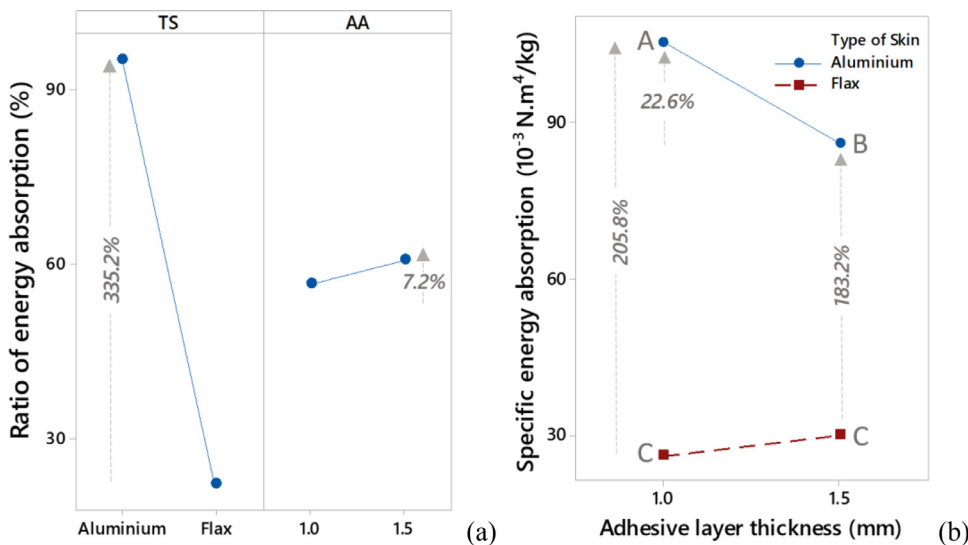 TS AA
Ratio of energy absorption (%)
90
60
30
335.2%
7.2%
Aluminium Flax 1.0 1.5
(a)
Specific energy absorption (10⁻³ N.m⁴/kg)
90
60
30
Type of Skin
Aluminium
Flax
A
22.6%
B
205.8%
183.2%
C
C
1.0 1.5
Adhesive layer thickness (mm)
(b)